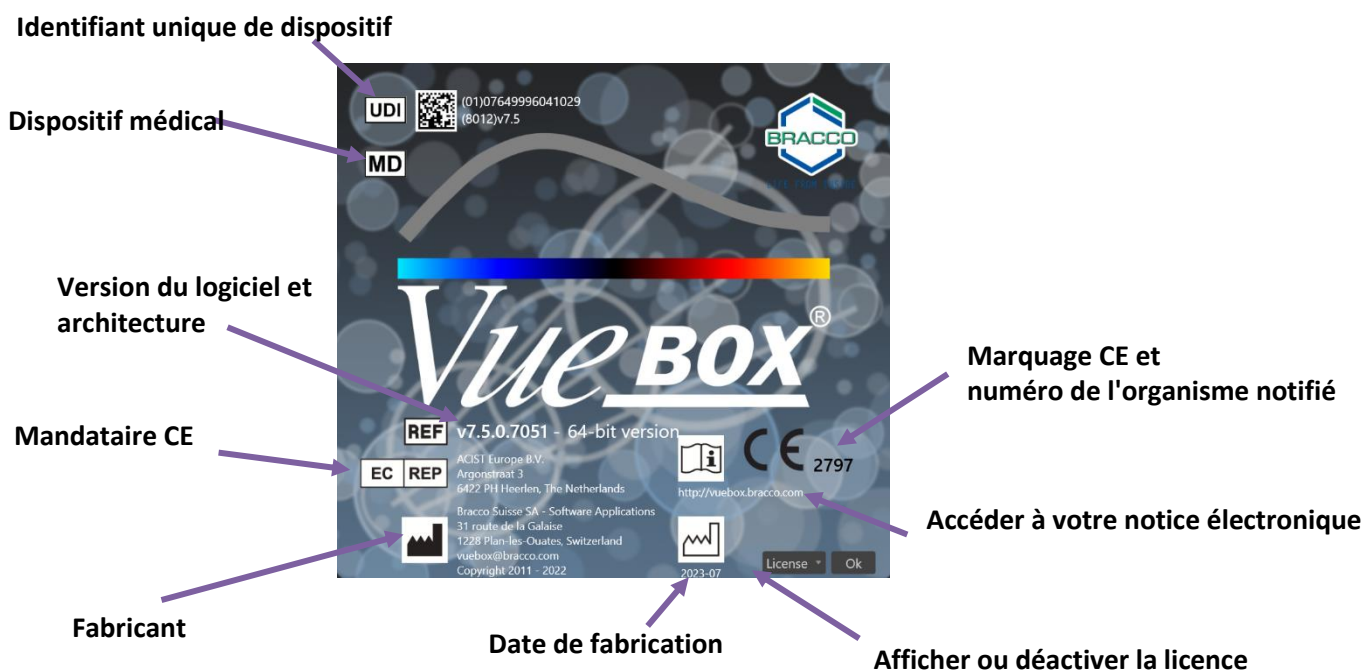 Identifiant unique de dispositif
UDI
(01)07649996041029
(8012)v7.5
BRACCO
LIFE FROM INSIDE
Dispositif médical
MD
Version du logiciel et
architecture
VueBOX®
Marquage CE et
numéro de l'organisme notifié
Mandataire CE
REF
v7.5.0.7051 - 64-bit version
EC REP
ACIST Europe B.V.
Argonstraat 3
6422 PH Heerlen, The Netherlands
i
CE 2797
http://vuebox.bracco.com
Accéder à votre notice électronique
Bracco Suisse SA - Software Applications
31 route de la Galaise
1228 Plan-les-Ouates, Switzerland
vuebox@bracco.com
Copyright 2011 - 2022
2023-07
License
Ok
Fabricant
Date de fabrication
Afficher ou déactiver la licence